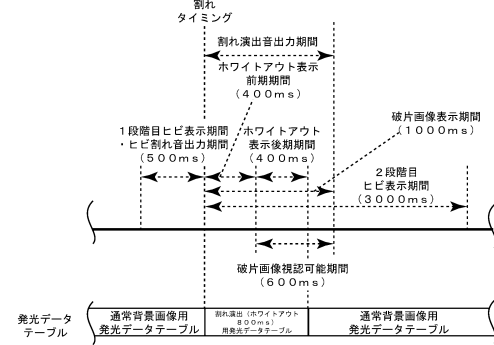 割れ
タイミング
割れ演出音出力期間
ホワイトアウト表示
前期期間
（４００ｍｓ）
破片画像表示期間
（１０００ｍｓ）
１段階目ヒビ表示期間
・ヒビ割れ音出力期間
（５００ｍｓ）
ホワイトアウト
表示後期期間
（４００ｍｓ）
２段階目
ヒビ表示期間
（３０００ｍｓ）
破片画像視認可能期間
（６００ｍｓ）
発光データ
テーブル
通常背景画像用
発光データテーブル
割れ演出（ホワイトアウト
８００ｍｓ）
用発光データテーブル
通常背景画像用
発光データテーブル